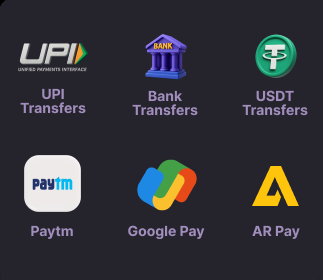 UPI
UNIFIED PAYMENTS INTERFACE
BANK
UPI
Transfers
Bank
Transfers
USDT
Transfers
paytm
Paytm
Google Pay
AR Pay